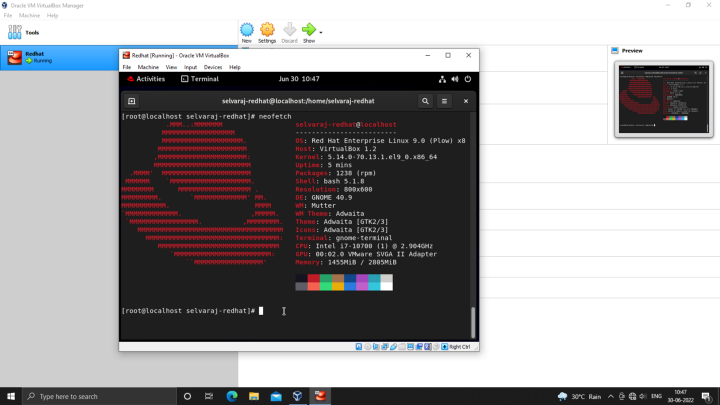 Oracle VM VirtualBox Manager
File Machine Help
Tools
New Settings Discard Show
Redhat
Running
Preview
Redhat [Running] - Oracle VM VirtualBox
File Machine View Input Devices Help
Activities Terminal Jun 30 10:47
selvaraj-redhat@localhost:/home/selvaraj-redhat
[root@localhost selvaraj-redhat]# neofetch
selvaraj-redhat@localhost
-------------------------
OS: Red Hat Enterprise Linux 9.0 (Plow) x8
Host: VirtualBox 1.2
Kernel: 5.14.0-70.13.1.el9_0.x86_64
Uptime: 5 mins
Packages: 1238 (rpm)
Shell: bash 5.1.8
Resolution: 800x600
DE: GNOME 40.9
WM: Mutter
WM Theme: Adwaita
Theme: Adwaita [GTK2/3]
Icons: Adwaita [GTK2/3]
Terminal: gnome-terminal
CPU: Intel i7-10700 (1) @ 2.904GHz
GPU: 00:02.0 VMware SVGA II Adapter
Memory: 1455MiB / 2805MiB
[root@localhost selvaraj-redhat]#
Right Ctrl
Type here to search
30°C Rain
ENG
10:47
30-06-2022